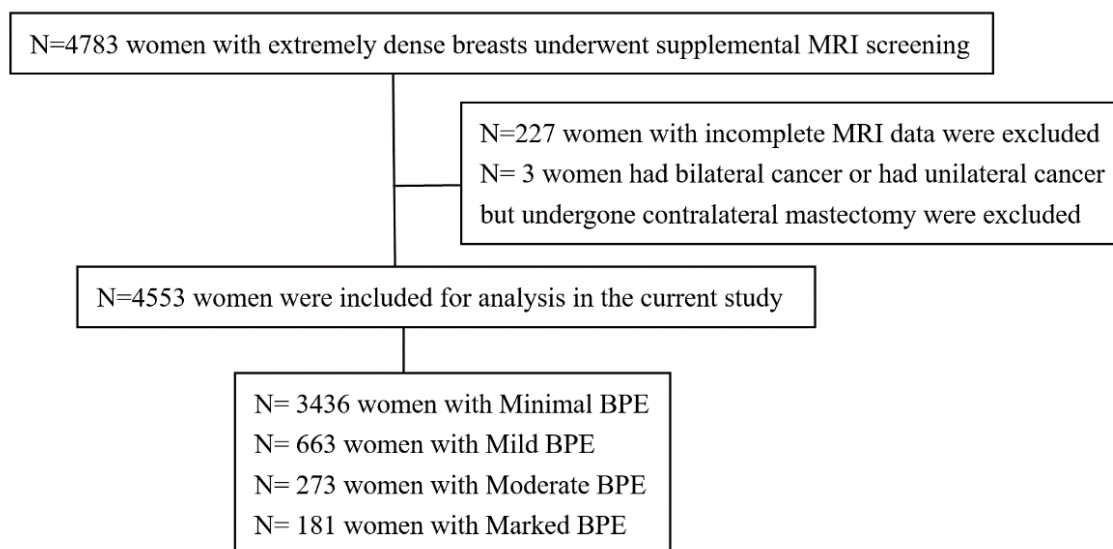 N=4783 women with extremely dense breasts underwent supplemental MRI screening
N=227 women with incomplete MRI data were excluded
N= 3 women had bilateral cancer or had unilateral cancer
but undergone contralateral mastectomy were excluded
N=4553 women were included for analysis in the current study
N= 3436 women with Minimal BPE
N= 663 women with Mild BPE
N= 273 women with Moderate BPE
N= 181 women with Marked BPE